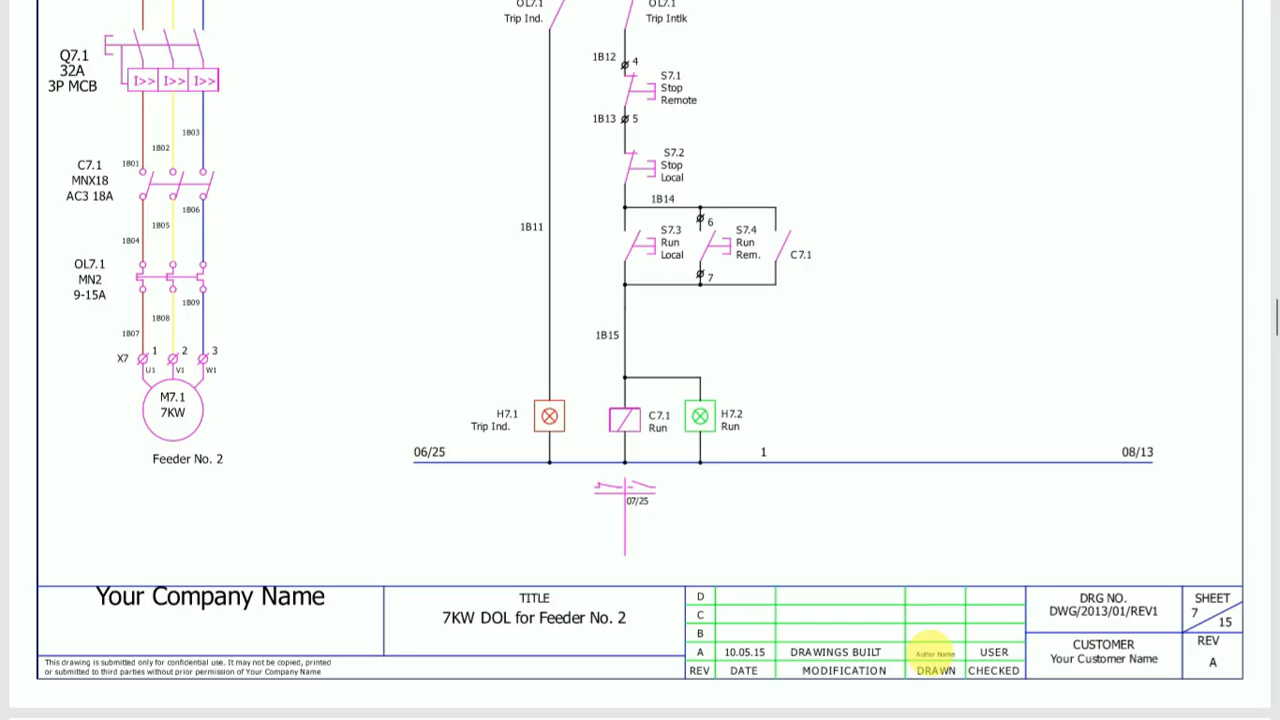 OL7.1
Trip Ind.
OL7.1
Trip Intlk
Q7.1
32A
3P MCB
I>> I>> I>>
1B12
4
S7.1
Stop
Remote
1B13
5
1B03
1B02
1B01
C7.1
MNX18
AC3 18A
S7.2
Stop
Local
1B14
1B06
1B05
1B04
1B11
6
S7.3
Run
Local
S7.4
Run
Rem.
C7.1
7
OL7.1
MN2
9-15A
1B09
1B08
1B07
1B15
X7
1
2
3
U1
V1
W1
M7.1
7KW
H7.1
Trip Ind.
C7.1
Run
H7.2
Run
Feeder No. 2
06/25
1
08/13
07/25
Your Company Name
This drawing is submitted only for confidential use. It may not be copied, printed
or submitted to third parties without prior permission of Your Company Name
TITLE
7KW DOL for Feeder No. 2
D
C
B
A 10.05.15 DRAWINGS BUILT Author Name USER
REV DATE MODIFICATION DRAWN CHECKED
DRG NO.
DWG/2013/01/REV1
CUSTOMER
Your Customer Name
SHEET
7
15
REV
A